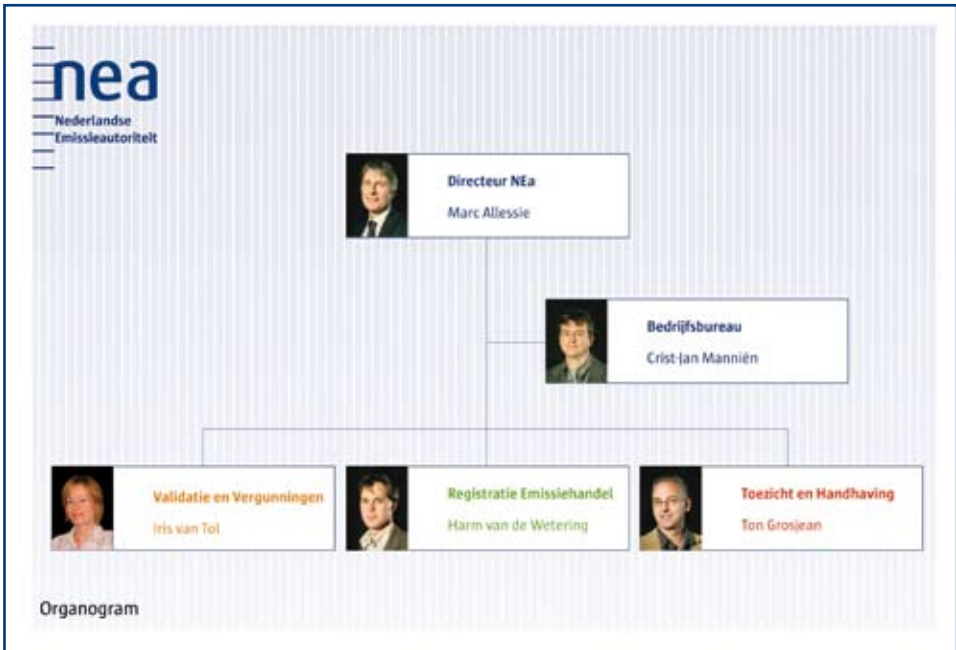 nea
Nederlandse
Emissieautoriteit
Directeur NEa
Marc Allessie
Bedrijfsbureau
Crist-Jan Manniën
Validatie en Vergunningen
Iris van Tol
Registratie Emissiehandel
Harm van de Wetering
Toezicht en Handhaving
Ton Grosjean
Organogram